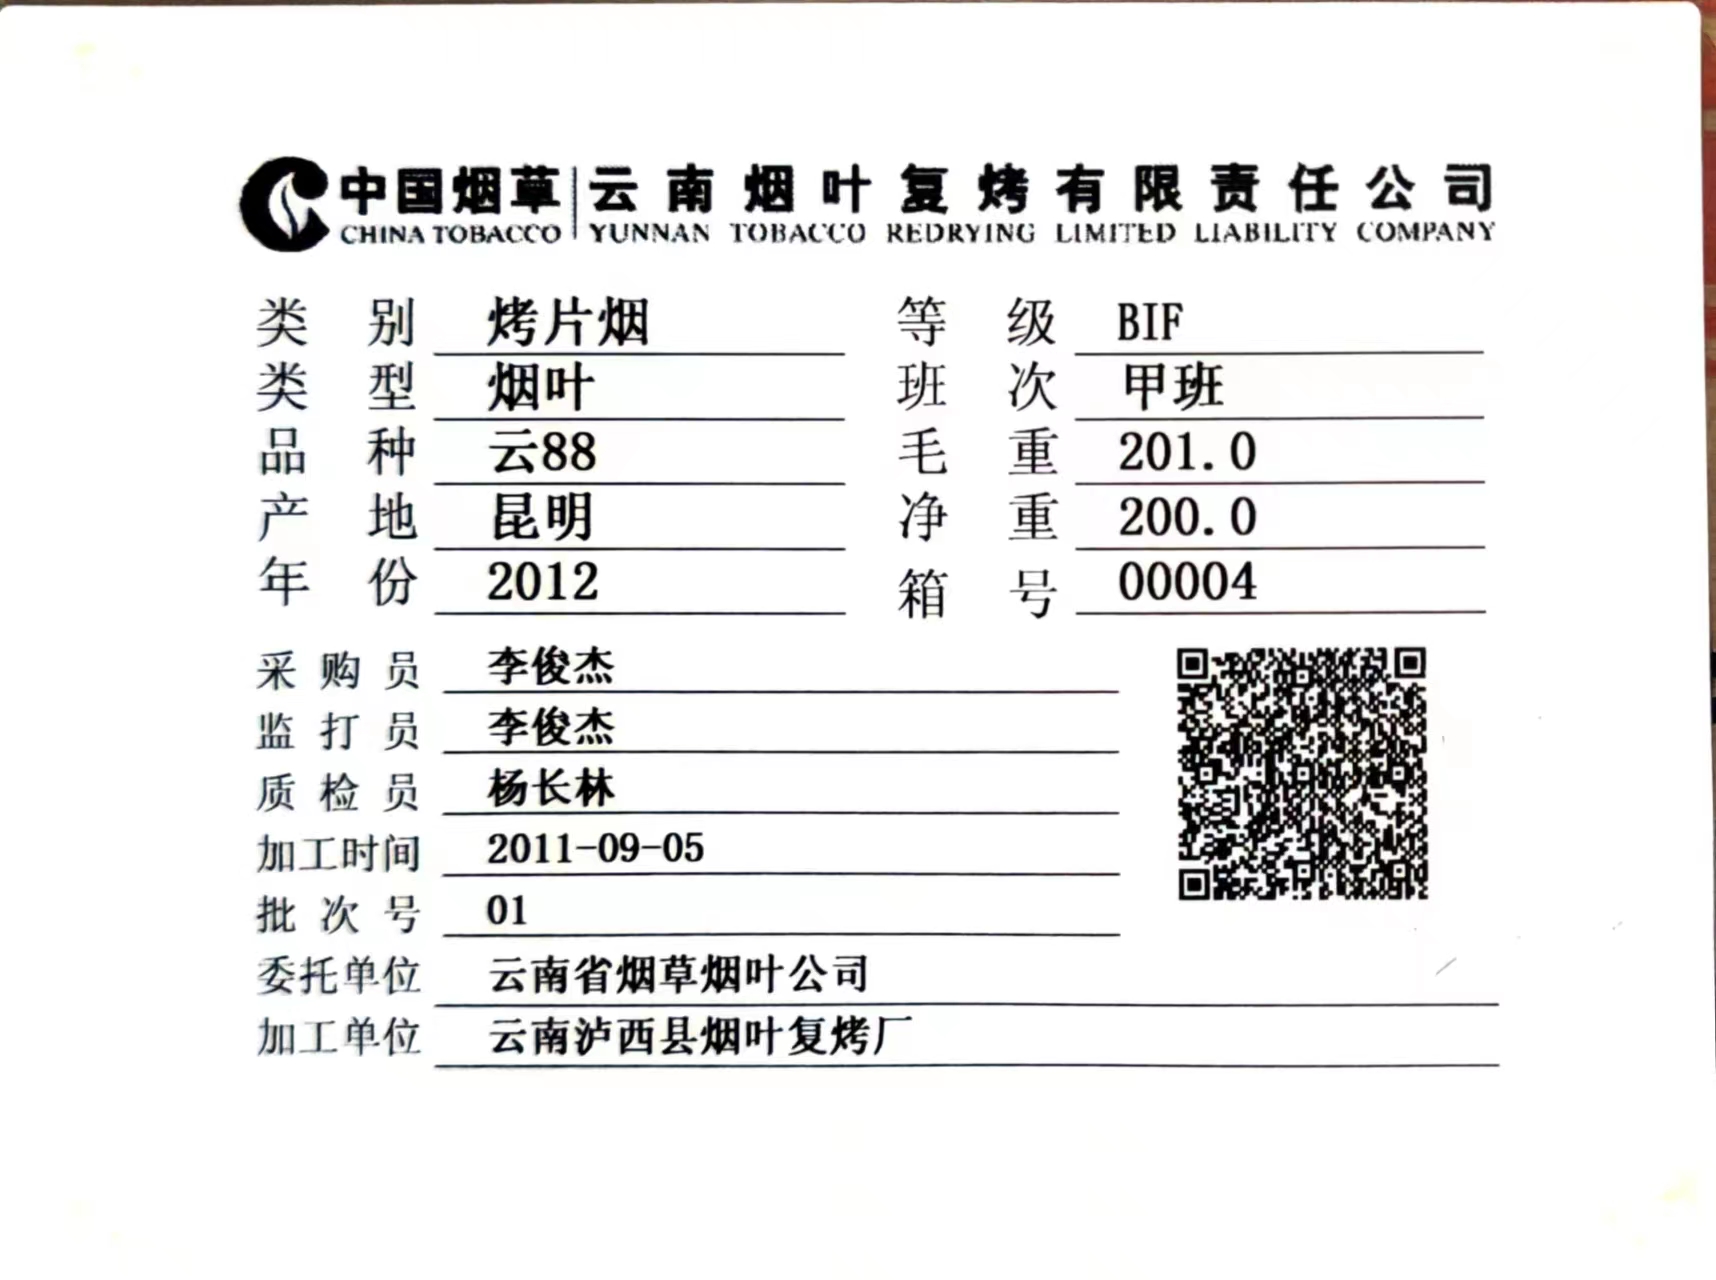 中国烟草 云南烟叶复烤有限责任公司
CHINA TOBACCO YUNNAN TOBACCO REDRYING LIMITED LIABILITY COMPANY
类别 烤片烟 等级 BIF
类型 烟叶 班次 甲班
品种 云88 毛重 201.0
产地 昆明 净重 200.0
年份 2012 箱号 00004
采购员 李俊杰
监打员 李俊杰
质检员 杨长林
加工时间 2011-09-05
批次号 01
委托单位 云南省烟草烟叶公司
加工单位 云南泸西县烟叶复烤厂